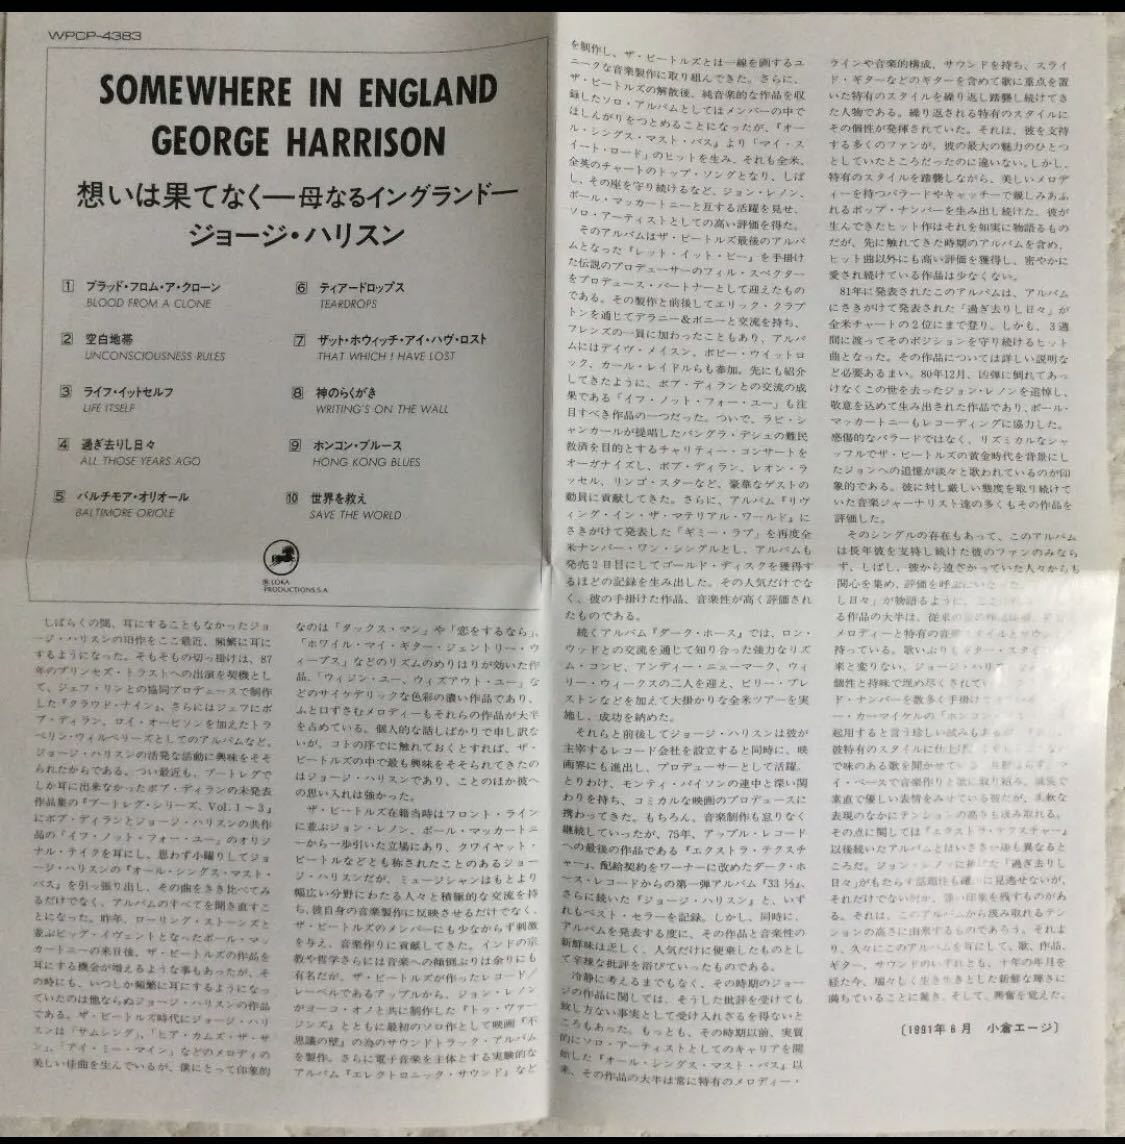 WPCP-4383
SOMEWHERE IN ENGLAND
GEORGE HARRISON
想いは果てなく―母なるイングランド―
ジョージ・ハリスン
1 ブラッド・フロム・ア・クローン
BLOOD FROM A CLONE
2 空白地帯
UNCONSCIOUSNESS RULES
3 ライフ・イットセルフ
LIFE ITSELF
4 過ぎ去りし日々
ALL THOSE YEARS AGO
5 バルチモア・オリオール
BALTIMORE ORIOLE
6 ティアードロップス
TEARDROPS
7 ザット・ホウィッチ・アイ・ハヴ・ロスト
THAT WHICH I HAVE LOST
8 神のらくがき
WRITING'S ON THE WALL
9 ホンコン・ブルース
HONG KONG BLUES
10 世界を救え
SAVE THE WORLD
Ⓟ LOKA
PRODUCTIONS.S.A.
しばらくの間、耳にすることもなかったジョ
ージ・ハリスンの旧作をここ最近、頻繁に耳に
するようになった。そもそもの切っ掛けは、87
年のプリンセズ・トラストへの出演を契機とし
て、ジェフ・リンとの協同プロデュースで制作
した『クラウド・ナイン』、さらにはジェフにボ
ブ・ディラン、ロイ・オービソンを加えたトラ
ベリン・ウィルベリーズとしてのアルバムなど、
ジョージ・ハリスンの活発な活動に興味をそそ
られたからである。つい最近も、ブートレグで
しか耳に出来なかったボブ・ディランの未発表
作品集の『ブートレグ・シリーズ、Vol. 1～3』
にボブ・ディランとジョージ・ハリスンの共作
品の「イフ・ノット・フォー・ユー」のオリジ
ナル・テイクを耳にし、思わず小躍りしてジョ
ージ・ハリスンの『オール・シングス・マスト・
パス』を引っ張り出し、その曲をきき比べてみ
るだけでなく、アルバムのすべてを聞き直すこ
とになった。昨年、ローリング・ストーンズと
並ぶビッグ・イヴェントとなったポール・マッ
カートニーの来日後、ザ・ビートルズの作品を
耳にする機会が増えるような事もあったが、そ
の時にも、いつしか頻繁に耳にするようになっ
ていたのは他ならぬジョージ・ハリスンの作品
である。ザ・ビートルズ時代にジョージ・ハリ
スンは「サムシング」、「ヒア・カムズ・ザ・サ
ン」、「アイ・ミー・マイン」などのメロディの
美しい佳曲を生んでいるが、僕にとって印象的
なのは「タックス・マン」や「恋をするなら」、
「ホワイル・マイ・ギター・ジェントリー・ウ
ィープス」などのリズムのめりはりが効いた作
品、「ウィジン・ユー、ウィズアウト・ユー」な
どのサイケデリックな色彩の濃い作品であり、
ふと口ずさむメロディーもそれらの作品が大半
を占めている。個人的な話しばかりで申し訳な
いが、コトの序でに触れておくとすれば、ザ・
ビートルズの中で最も興味をそそられてきたの
はジョージ・ハリスンであり、ことのほか彼へ
の思い入れは強かった。
ザ・ビートルズ在籍当時はフロント・ライン
に並ぶジョン・レノン、ポール・マッカートニ
ーから一歩引いた立場にあり、クワイヤット・
ビートルなどとも称されたことのあるジョー
ジ・ハリスンだが、ミュージシャンはもとより
幅広い分野にわたる人々と積極的な交流を持
ち、彼自身の音楽製作に反映させるだけでなく、
ザ・ビートルズのメンバーにも少なからず刺激
を与え、音楽作りに貢献してきた。インドの宗
教や哲学さらには音楽への傾倒ぶりは余りにも
有名だが、ザ・ビートルズが作ったレコード／
レーベルであるアップルから、ジョン・レノン
がヨーコ・オノと共に制作した『トゥ・ヴァー
ジンズ』とともに最初のソロ作として映画『不
思議の壁』の為のサウンドトラック・アルバム
を製作。さらに電子音楽を主体とする実験的な
アルバム『エレクトロニック・サウンド』など
を制作し、ザ・ビートルズとは一線を画するユ
ニークな音楽製作に取り組んできた。さらに、
ザ・ビートルズの解散後、純音楽的な作品を収
録したソロ・アルバムとしてはメンバーの中で
はしんがりをつとめることになったが、『オー
ル・シングス・マスト・パス』より「マイ・ス
イート・ロード」のヒットを生み、それも全米、
全英のチャートのトップ・ソングとなり、しば
し、その座を守り続けるなど、ジョン・レノン、
ポール・マッカートニーと互する活躍を見せ、
ソロ・アーティストとしての高い評価を得た。
そのアルバムはザ・ビートルズ最後のアルバ
ムとなった『レット・イット・ビー』を手掛け
た伝説のプロデューサーのフィル・スペクター
をプロデュース・パートナーとして迎えたもの
である。その製作と前後してエリック・クラプ
トンを通じてデラニー＆ボニーと交流を持ち、
フレンズの一員に加わったこともあり、アルバ
ムにはデイヴ・メイスン、ボビー・ウイットロ
ック、カール・レイドルらも参加。先にも紹介
してきたように、ボブ・ディランとの交流の成
果である「イフ・ノット・フォー・ユー」も注
目すべき作品の一つだった。ついで、ラビ・シ
ャンカールが提唱したバングラ・デシュの難民
救済を目的とするチャリティー・コンサートを
オーガナイズし、ボブ・ディラン、レオン・ラ
ッセル、リンゴ・スターなど、豪華なゲストの
動員に貢献してきた。さらに、アルバム『リヴ
ィング・イン・ザ・マテリアル・ワールド』に
さきがけて発表した「ギミー・ラブ」を再度全
米ナンバー・ワン・シングルとし、アルバムも
発売2日目にしてゴールド・ディスクを獲得す
るほどの記録を生み出した。その人気だけでな
く、彼の手掛けた作品、音楽性が高く評価され
たものである。
続くアルバム『ダーク・ホース』では、ロン・
ウッドとの交流を通じて知り合った強力なリズ
ム・コンビ、アンディー・ニューマーク、ウィ
リー・ウィークスの二人を迎え、ビリー・プレ
ストンなどを加えて大掛かりな全米ツアーを実
施し、成功を納めた。
それらと前後してジョージ・ハリスンは彼が
主宰するレコード会社を設立すると同時に、映
画界にも進出し、プロデューサーとして活躍。
とりわけ、モンティ・パイソンの連中と深い関
わりを持ち、コミカルな映画のプロデュースに
携わってきた。もちろん、音楽制作も怠りなく
継続していったが、75年、アップル・レコード
への最後の作品である『エクストラ・テクスチ
ャー』、配給契約をワーナーに改めたダーク・ホ
ース・レコードからの第一弾アルバム『33 1/3』、
さらに続いた『ジョージ・ハリスン』と、いず
れもベスト・セラーを記録。しかし、同時に、
アルバムを発表する度に、その作品と音楽性の
新鮮味は乏しく、人気だけに便乗したものとし
て辛辣な批評を浴びていったものである。
冷静に考えるまでもなく、その時期のジョー
ジの作品に関しては、そうした批評を受けても
致し方ない事実として受け入れざるを得ないと
ころもあった。もっとも、その時期以前、実質
的にソロ・アーティストとしてのキャリアを開
始した『オール・シングス・マスト・パス』以
来、その作品の大半は常に特有のメロディー・
ラインや音楽的構成、サウンドを持ち、スライ
ド・ギターなどのギターを含めて歌に重点を置
いた特有のスタイルを繰り返し踏襲し続けてき
た人物である。繰り返される特有のスタイルに
その個性が発揮されていた。それは、彼を支持
する多くのファンが、彼の最大の魅力のひとつ
としていたところだったのに違いない。しかし、
特有のスタイルを踏襲しながら、美しいメロデ
ィーを待つバラードやキャッチーで親しみあふ
れるポップ・ナンバーを生み出し続けた。彼が
生んできたヒット作はそれを如実に物語るもの
だが、先に触れてきた時期のアルバムを含め、
ヒット曲以外にも高い評価を獲得し、密やかに
愛され続けている作品は少なくない。
81年に発表されたこのアルバムは、アルバム
にさきがけて発表された「過ぎ去りし日々」が
全米チャートの2位にまで登り、しかも、3週
間に渡ってそのポジションを守り続けるヒット
曲となった。その作品については詳しい説明な
ど必要あるまい。80年12月、凶弾に倒れてあっ
けなくこの世を去ったジョン・レノンを追悼し、
敬意を込めて生み出された作品であり、ポール・
マッカートニーもレコーディングに協力した。
感傷的なバラードではなく、リズミカルなシャ
ッフルでザ・ビートルズの黄金時代を背景にし
たジョンへの追憶が淡々と歌われているのが印
象的である。彼に対し厳しい態度を取り続けて
いた音楽ジャーナリスト達の多くもその作品を
評価した。
そのシングルの存在もあって、このアルバム
は長年彼を支持し続けた彼のファンのみなら
ず、しばし、彼から遠ざかっていた人々からも
関心を集め、評価を呼
し日々」が物語るように、
る作品の大半は、従来の
メロディーと特有の音
持っている。歌いぶりもギター・スタイ
来と変りない、ジョージ・ハリ
個性と持味で埋め尽くされてい
ド・ナンバーを数多く手掛け
ー・カーマイケルの「ホンコン・
起用すると言う珍しい試みもあるが、
彼特有のスタイルに仕上げ
で味のある歌を聞かせている
イ・ペースで音楽作りと歌に取り組み、
素直で優しい表情をみせている彼だが、
表現のなかにテンションの高さも汲み取れる。
その点に関しては『エクストラ・テクスチャー』
以後続いたアルバムとはいささか趣も異なると
ころだ。ジョン・レノンに捧げた「過ぎ去りし
日々」がもたらす話題性も確かに見逃せないが、
それだけでない何か、強い印象を残すものがあ
る。それは、このアルバムから汲み取れるテン
ションの高さに由来するものであろう。それよ
り、久々にこのアルバムを耳にして、歌、作品、
ギター、サウンドのいずれとも、十年の年月を
経た今、瑞々しく生き生きとした新鮮な輝きに
満ちていることに驚き、そして、興奮を覚えた。
〔1991年6月 小倉エージ〕